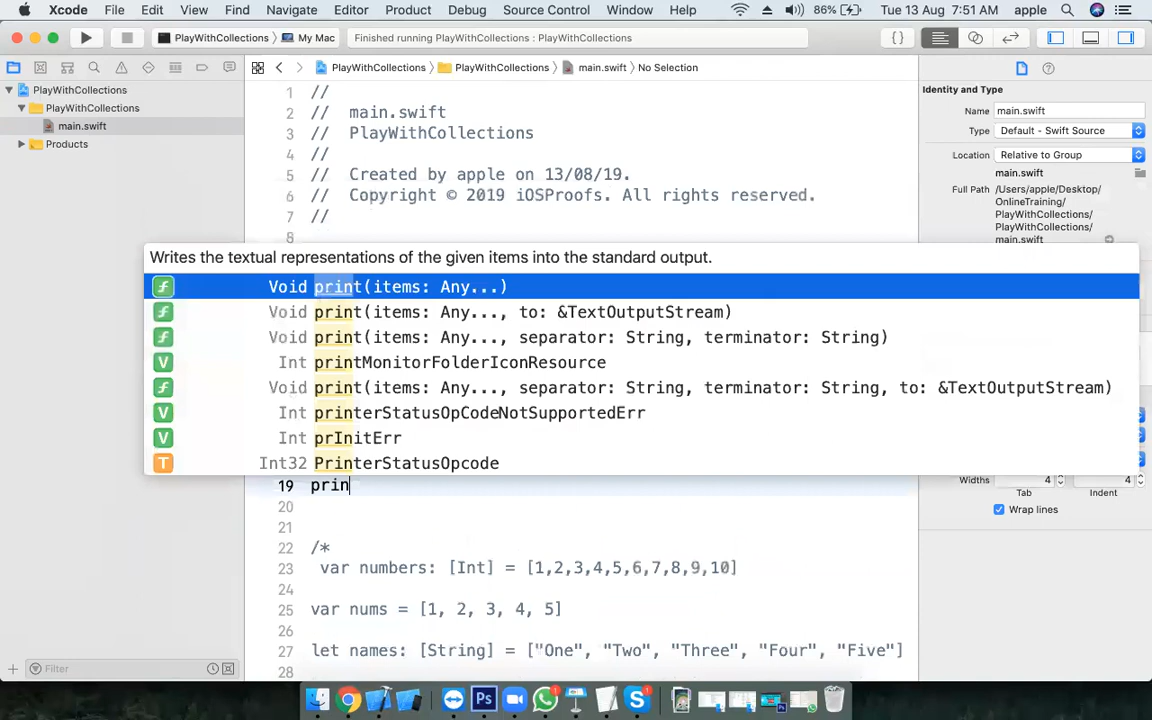 Xcode File Edit View Find Navigate Editor Product Debug Source Control Window Help 86% Tue 13 Aug 7:51 AM apple
PlayWithCollections My Mac Finished running PlayWithCollections : PlayWithCollections { }
PlayWithCollections PlayWithCollections main.swift No Selection
PlayWithCollections
PlayWithCollections
main.swift
Products
Filter
1 //
2 // main.swift
3 // PlayWithCollections
4 //
5 // Created by apple on 13/08/19.
6 // Copyright © 2019 iOSProofs. All rights reserved.
7 //
8
Writes the textual representations of the given items into the standard output.
f Void print(items: Any...)
f Void print(items: Any..., to: &TextOutputStream)
f Void print(items: Any..., separator: String, terminator: String)
V Int printMonitorFolderIconResource
f Void print(items: Any..., separator: String, terminator: String, to: &TextOutputStream)
V Int printerStatusOpCodeNotSupportedErr
V Int prInitErr
T Int32 PrinterStatusOpcode
19 prin
20
21
22 /*
23 var numbers: [Int] = [1,2,3,4,5,6,7,8,9,10]
24
25 var nums = [1, 2, 3, 4, 5]
26
27 let names: [String] = ["One", "Two", "Three", "Four", "Five"]
28
Identity and Type
Name main.swift
Type Default - Swift Source
Location Relative to Group
main.swift
Full Path /Users/apple/Desktop/
OnlineTraining/
PlayWithCollections/
PlayWithCollections/
main.swift
Widths 4 4
Tab Indent
Wrap lines